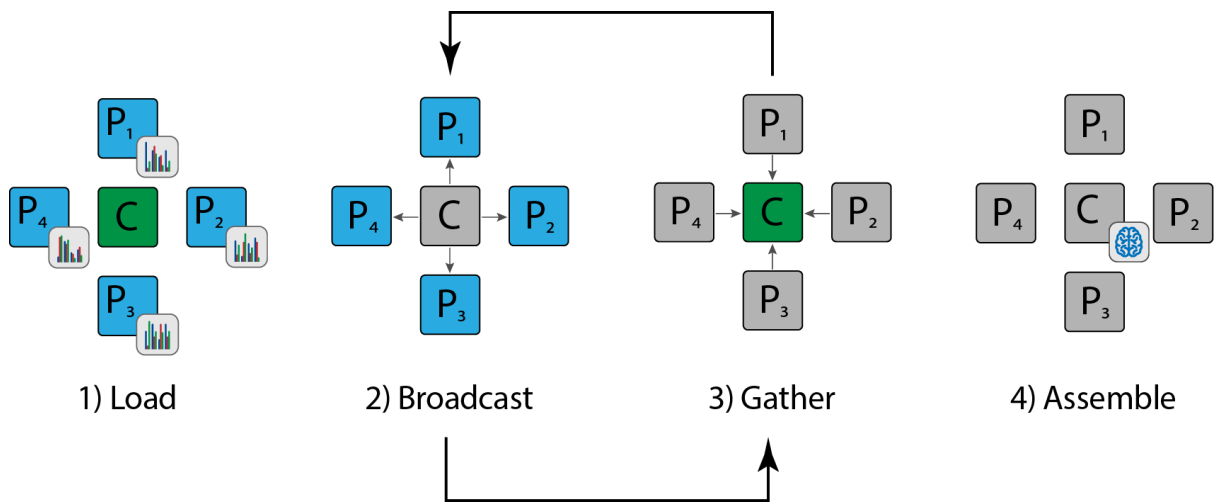 P₁
P₄ C P₂
P₃
1) Load
P₁
P₄ C P₂
P₃
2) Broadcast
P₁
P₄ C P₂
P₃
3) Gather
P₁
P₄ C P₂
P₃
4) Assemble